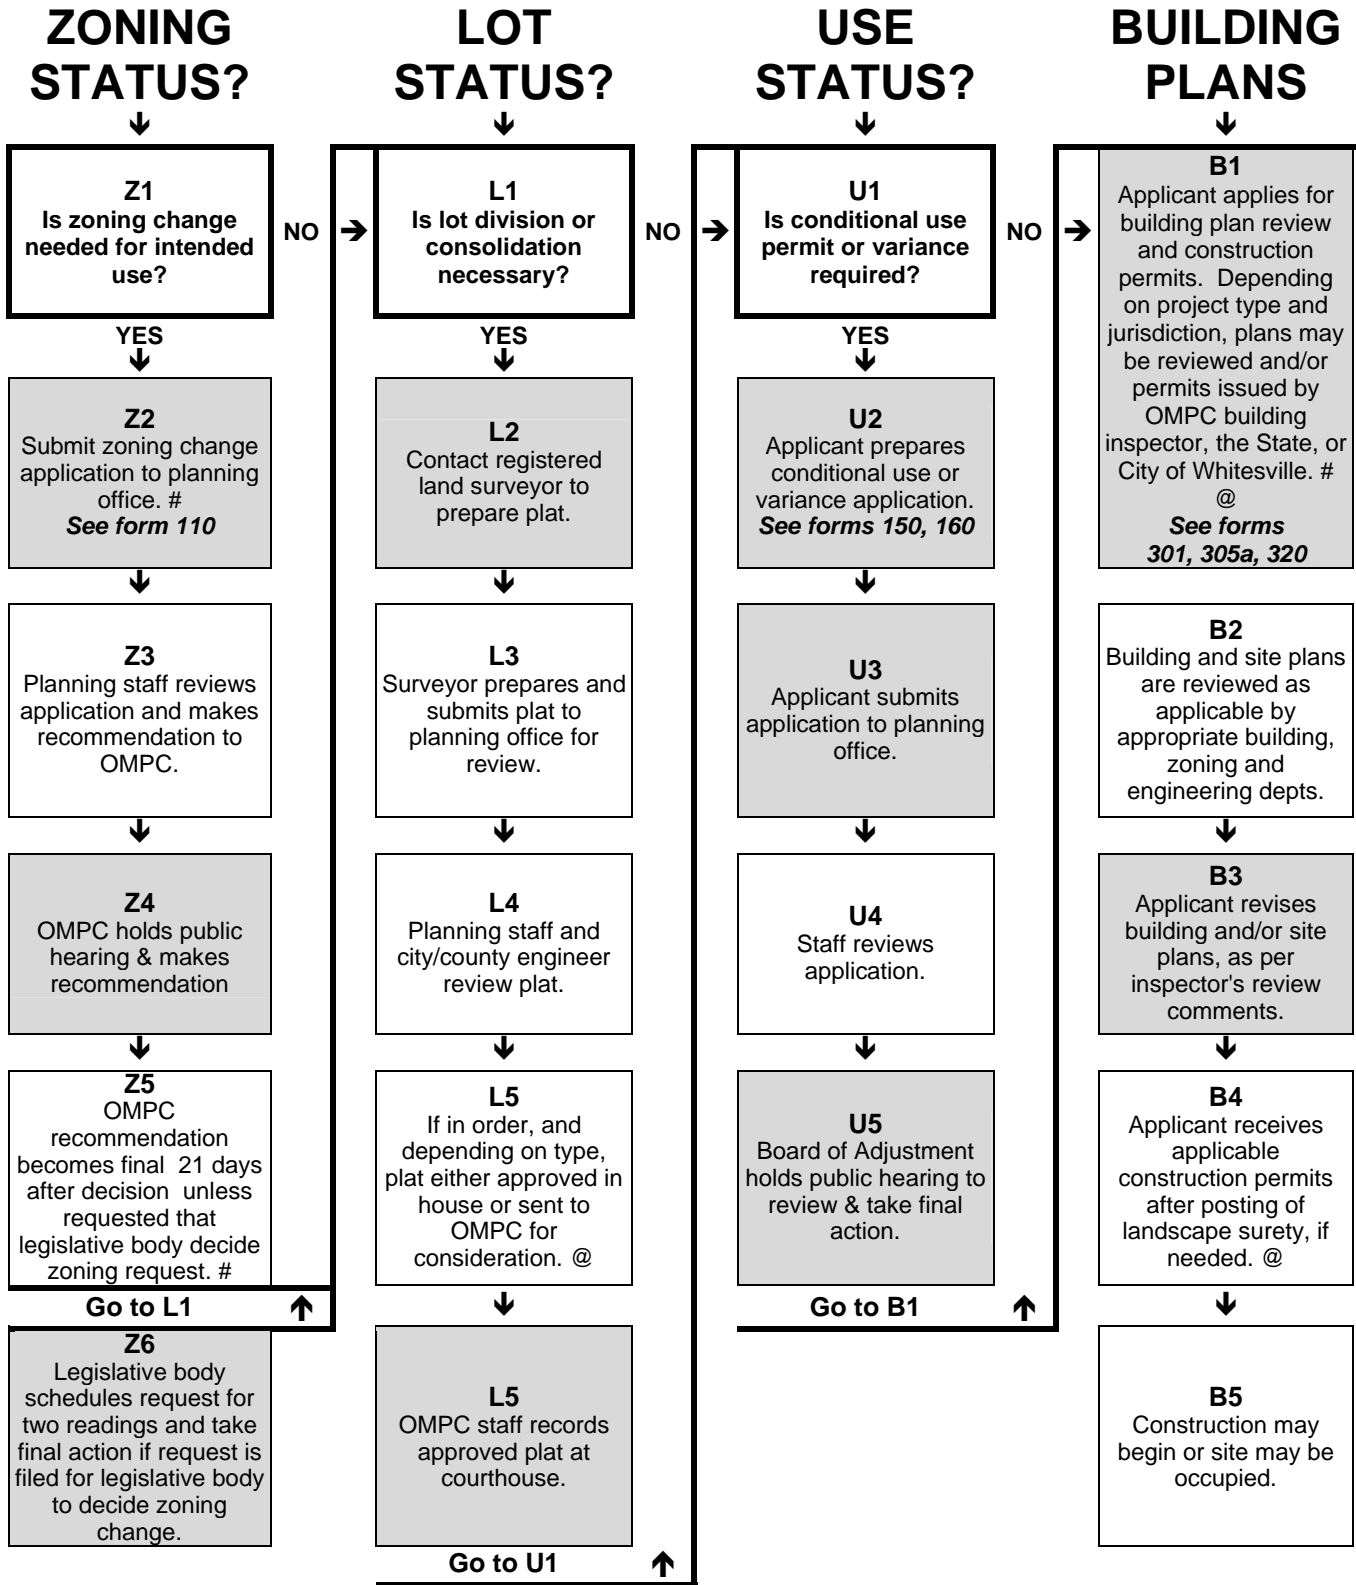 ZONING
STATUS?
Z1
Is zoning change
needed for intended
use?
NO
YES
Z2
Submit zoning change
application to planning
office. #
See form 110
Z3
Planning staff reviews
application and makes
recommendation to
OMPC.
Z4
OMPC holds public
hearing & makes
recommendation
Z5
OMPC
recommendation
becomes final 21 days
after decision unless
requested that
legislative body decide
zoning request. #
Go to L1
Z6
Legislative body
schedules request for
two readings and take
final action if request is
filed for legislative body
to decide zoning
change.
LOT
STATUS?
L1
Is lot division or
consolidation
necessary?
NO
YES
L2
Contact registered
land surveyor to
prepare plat.
L3
Surveyor prepares and
submits plat to
planning office for
review.
L4
Planning staff and
city/county engineer
review plat.
L5
If in order, and
depending on type,
plat either approved in
house or sent to
OMPC for
consideration. @
L5
OMPC staff records
approved plat at
courthouse.
Go to U1
USE
STATUS?
U1
Is conditional use
permit or variance
required?
NO
YES
U2
Applicant prepares
conditional use or
variance application.
See forms 150, 160
U3
Applicant submits
application to planning
office.
U4
Staff reviews
application.
U5
Board of Adjustment
holds public hearing to
review & take final
action.
Go to B1
BUILDING
PLANS
B1
Applicant applies for
building plan review
and construction
permits. Depending
on project type and
jurisdiction, plans may
be reviewed and/or
permits issued by
OMPC building
inspector, the State, or
City of Whitesville. #
@
See forms
301, 305a, 320
B2
Building and site plans
are reviewed as
applicable by
appropriate building,
zoning and
engineering depts.
B3
Applicant revises
building and/or site
plans, as per
inspector's review
comments.
B4
Applicant receives
applicable
construction permits
after posting of
landscape surety, if
needed. @
B5
Construction may
begin or site may be
occupied.